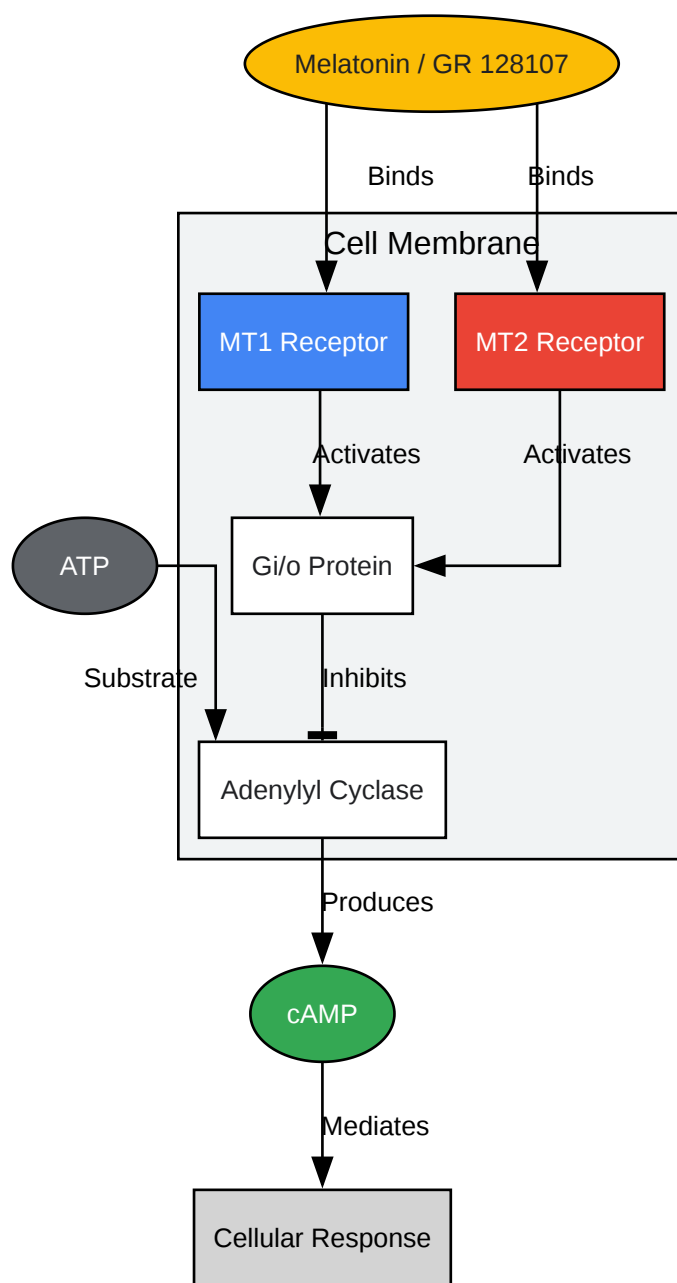 Melatonin / GR 128107
Binds
Binds
Cell Membrane
MT1 Receptor
MT2 Receptor
Activates
Activates
ATP
Gi/o Protein
Substrate
Inhibits
Adenylyl Cyclase
Produces
cAMP
Mediates
Cellular Response